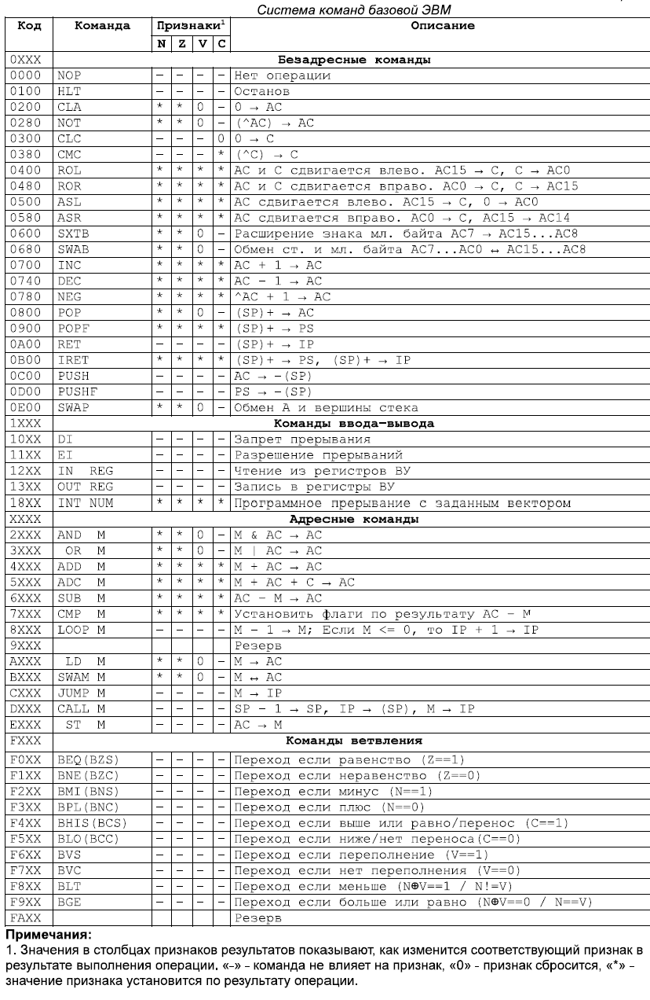 Система команд базовой ЭВМ
Код Команда Признаки¹ Описание
N Z V C
0XXX Безадресные команды
0000 NOP – – – – Нет операции
0100 HLT – – – – Останов
0200 CLA * * 0 – 0 → AC
0280 NOT * * 0 – (^AC) → AC
0300 CLC – – – 0 0 → C
0380 CMC – – – * (^C) → C
0400 ROL * * * * AC и C сдвигается влево. AC15 → C, C → AC0
0480 ROR * * * * AC и C сдвигается вправо. AC0 → C, C → AC15
0500 ASL * * * * AC сдвигается влево. AC15 → C, 0 → AC0
0580 ASR * * * * AC сдвигается вправо. AC0 → C, AC15 → AC14
0600 SXTB * * 0 – Расширение знака мл. байта AC7 → AC15...AC8
0680 SWAB * * 0 – Обмен ст. и мл. байта AC7...AC0 ↔ AC15...AC8
0700 INC * * * * AC + 1 → AC
0740 DEC * * * * AC – 1 → AC
0780 NEG * * * * ^AC + 1 → AC
0800 POP * * 0 – (SP)+ → AC
0900 POPF * * * * (SP)+ → PS
0A00 RET – – – – (SP)+ → IP
0B00 IRET * * * * (SP)+ → PS, (SP)+ → IP
0C00 PUSH – – – – AC → –(SP)
0D00 PUSHF – – – – PS → –(SP)
0E00 SWAP * * 0 – Обмен A и вершины стека
1XXX Команды ввода–вывода
10XX DI – – – – Запрет прерывания
11XX EI – – – – Разрешение прерываний
12XX IN REG – – – – Чтение из регистров ВУ
13XX OUT REG – – – – Запись в регистры ВУ
18XX INT NUM * * * * Программное прерывание с заданным вектором
XXXX Адресные команды
2XXX AND M * * 0 – M & AC → AC
3XXX OR M * * 0 – M | AC → AC
4XXX ADD M * * * * M + AC → AC
5XXX ADC M * * * * M + AC + C → AC
6XXX SUB M * * * * AC – M → AC
7XXX CMP M * * * * Установить флаги по результату AC – M
8XXX LOOP M – – – – M – 1 → M; Если M <= 0, то IP + 1 → IP
9XXX Резерв
AXXX LD M * * 0 – M → AC
BXXX SWAM M * * 0 – M ↔ AC
CXXX JUMP M – – – – M → IP
DXXX CALL M – – – – SP – 1 → SP, IP → (SP), M → IP
EXXX ST M – – – – AC → M
FXXX Команды ветвления
F0XX BEQ(BZS) – – – – Переход если равенство (Z==1)
F1XX BNE(BZC) – – – – Переход если неравенство (Z==0)
F2XX BMI(BNS) – – – – Переход если минус (N==1)
F3XX BPL(BNC) – – – – Переход если плюс (N==0)
F4XX BHIS(BCS) – – – – Переход если выше или равно/перенос (C==1)
F5XX BLO(BCC) – – – – Переход если ниже/нет переноса(C==0)
F6XX BVS – – – – Переход если переполнение (V==1)
F7XX BVC – – – – Переход если нет переполнения (V==0)
F8XX BLT – – – – Переход если меньше (N⊕V==1 / N!=V)
F9XX BGE – – – – Переход если больше или равно (N⊕V==0 / N==V)
FAXX Резерв
Примечания:
1. Значения в столбцах признаков результатов показывают, как изменится соответствующий признак в
результате выполнения операции. «-» - команда не влияет на признак, «0» - признак сбросится, «*» -
значение признака установится по результату операции.